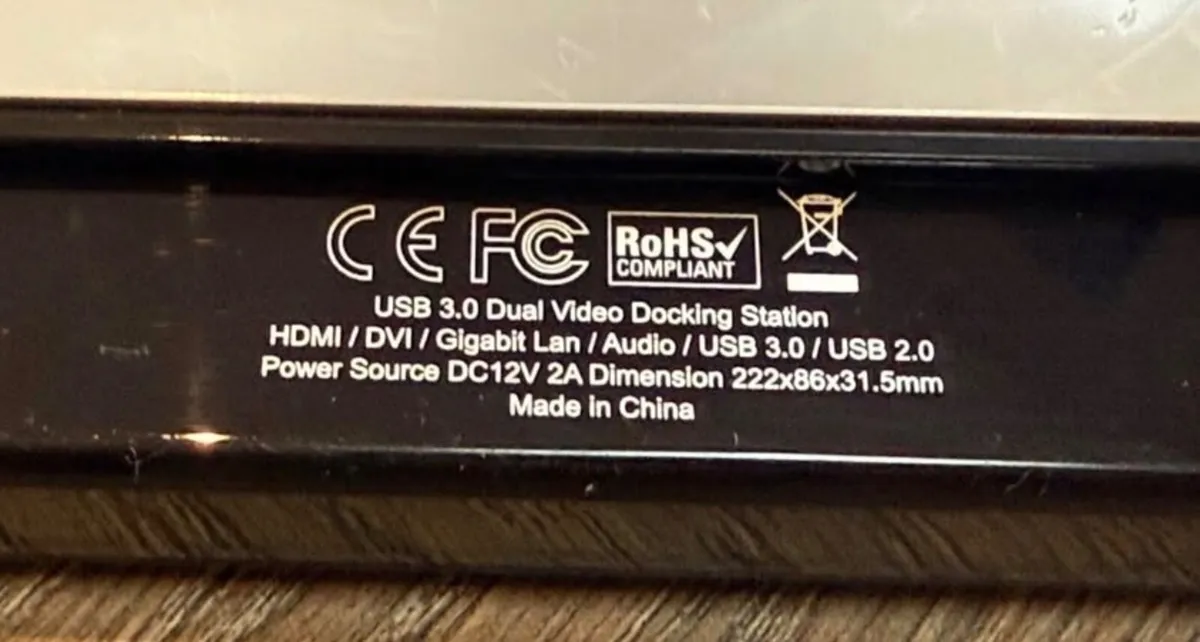 CE FC RoHS✓
COMPLIANT
USB 3.0 Dual Video Docking Station
HDMI / DVI / Gigabit Lan / Audio / USB 3.0 / USB 2.0
Power Source DC12V 2A Dimension 222x86x31.5mm
Made in China